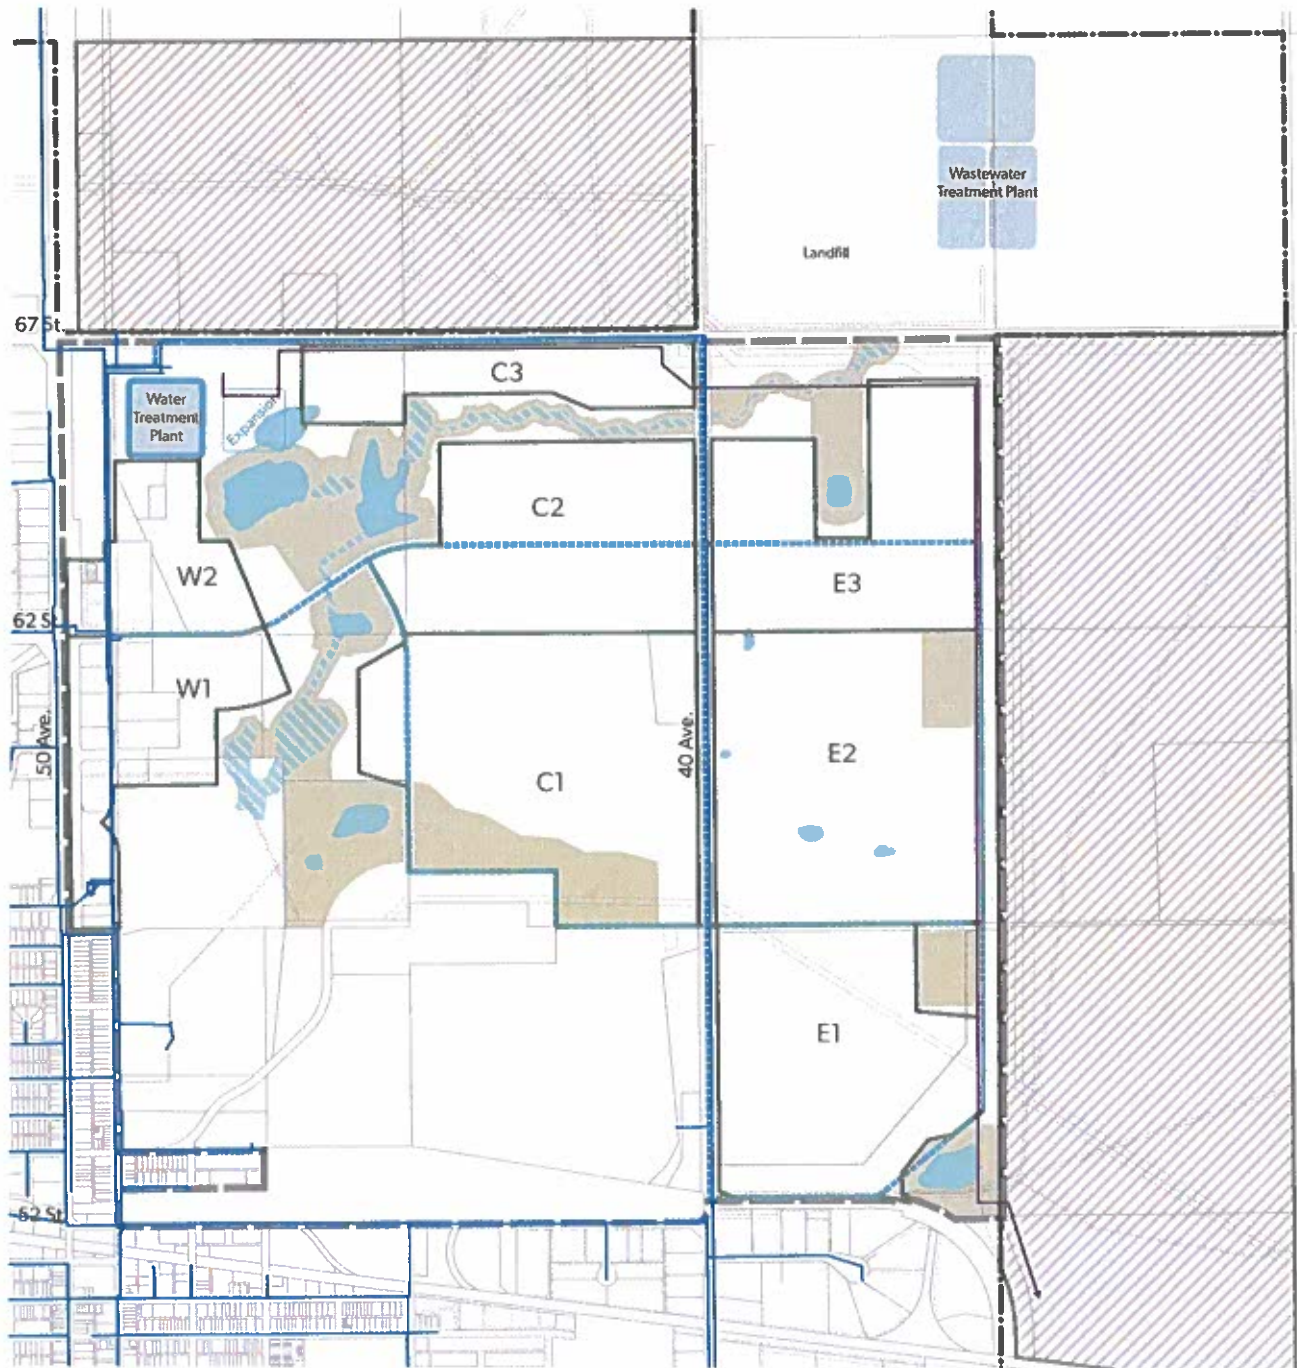 Wastewater
Treatment Plant
Landfill
67 St.
C3
Water
Treatment
Plant
Expansion
C2
W2
E3
62 S
W1
50 Ave.
40 Ave.
E2
C1
E1
52 St.